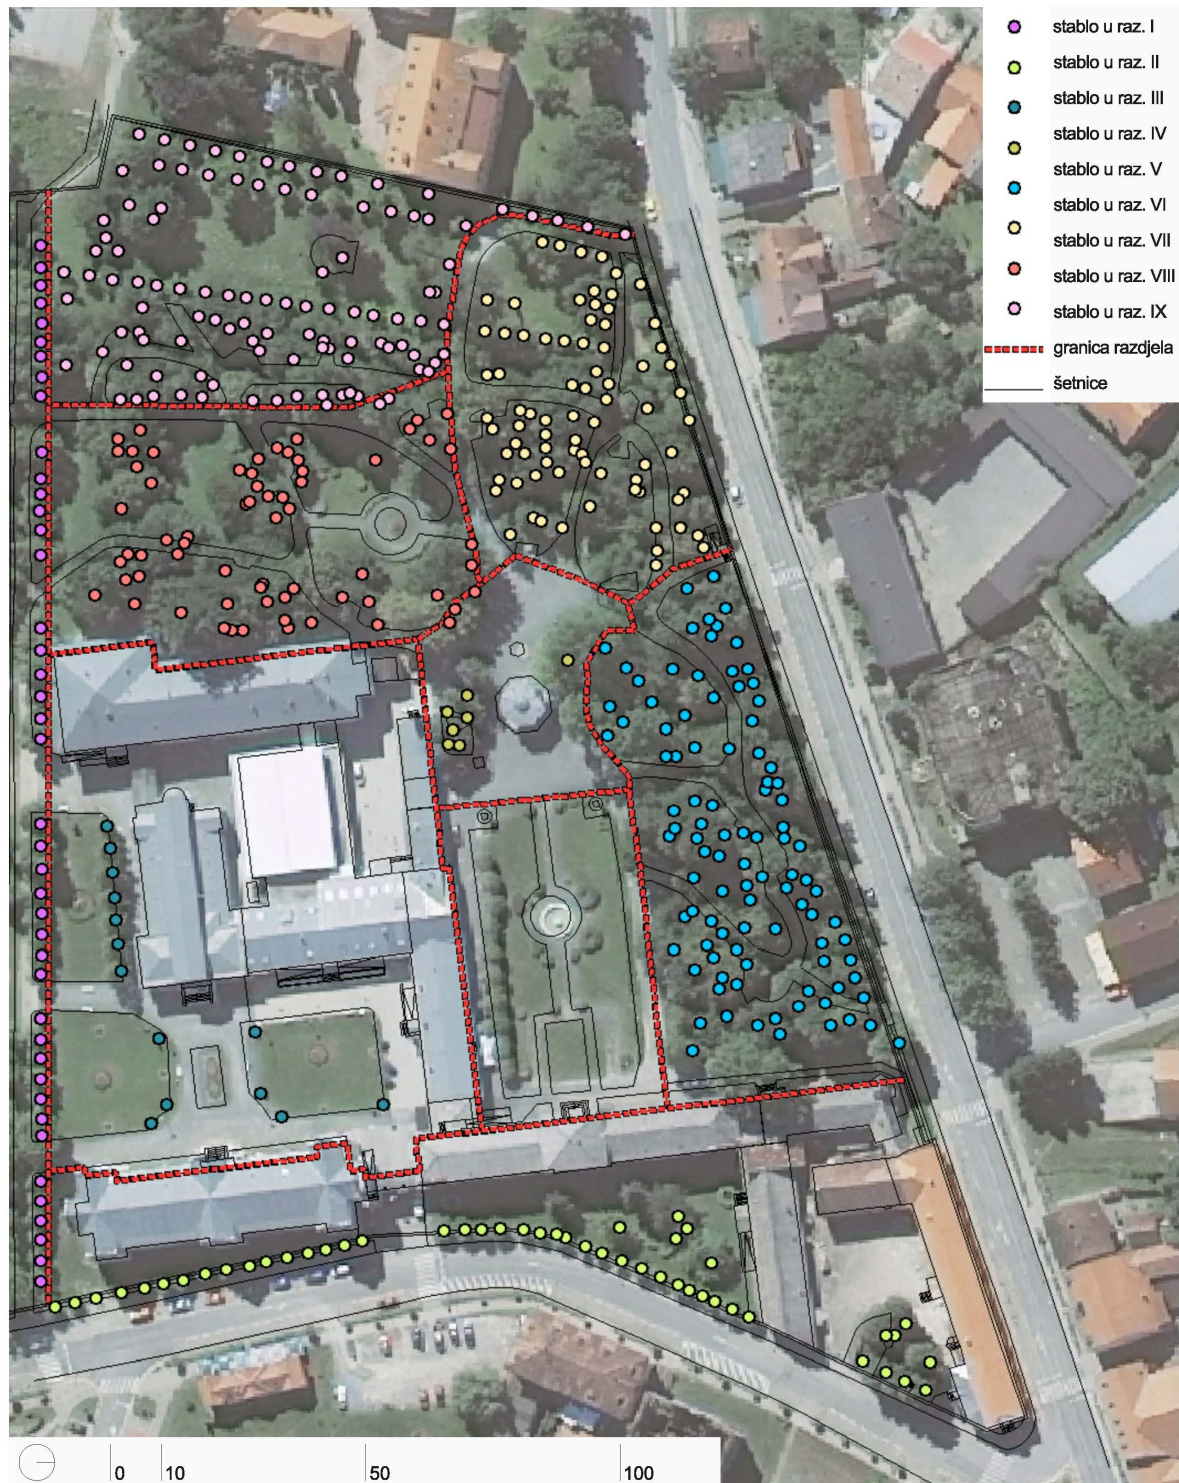 stablo u raz. I
stablo u raz. II
stablo u raz. III
stablo u raz. IV
stablo u raz. V
stablo u raz. VI
stablo u raz. VII
stablo u raz. VIII
stablo u raz. IX
granica razdjela
šetnice
0 10 50 100